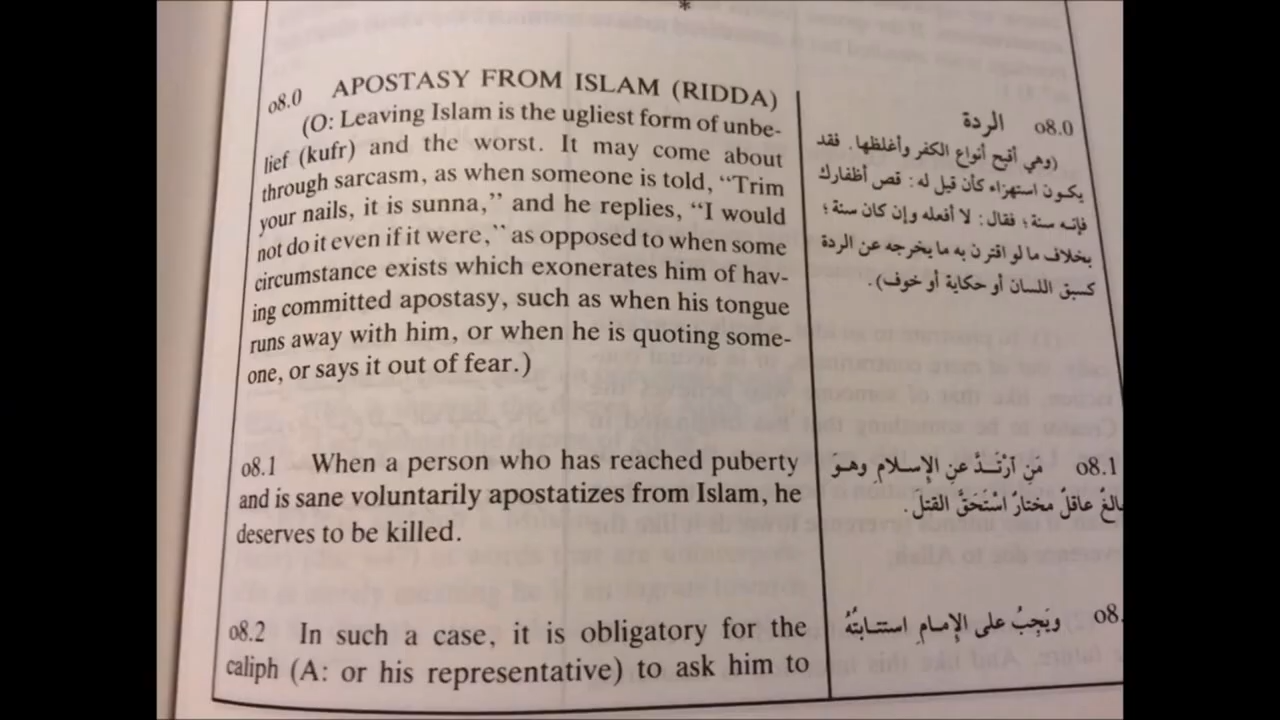 *
o8.0 APOSTASY FROM ISLAM (RIDDA)
(O: Leaving Islam is the ugliest form of unbe-
lief (kufr) and the worst. It may come about
through sarcasm, as when someone is told, “Trim
your nails, it is sunna,” and he replies, “I would
not do it even if it were,” as opposed to when some
circumstance exists which exonerates him of hav-
ing committed apostasy, such as when his tongue
runs away with him, or when he is quoting some-
one, or says it out of fear.)
o8.1 When a person who has reached puberty
and is sane voluntarily apostatizes from Islam, he
deserves to be killed.
o8.2 In such a case, it is obligatory for the
caliph (A: or his representative) to ask him to
o8.0 الردة
(وهي أقبح أنواع الكفر وأغلظها. فقد
يكون استهزاء كأن قيل له: قص أظفارك
فإنه سنة؛ فقال: لا أفعله وإن كان سنة؛
بخلاف ما لو اقترن به ما يخرجه عن الردة
كسبق اللسان أو حكاية أو خوف).
o8.1 مَنِ ارْتَدَّ عَنِ الإِسلامِ وهوَ
بالغٌ عاقلٌ مختارٌ اسْتَحَقَّ القتلَ.
o8. ويَجِبُ على الإِمامِ استتابَتُهُ